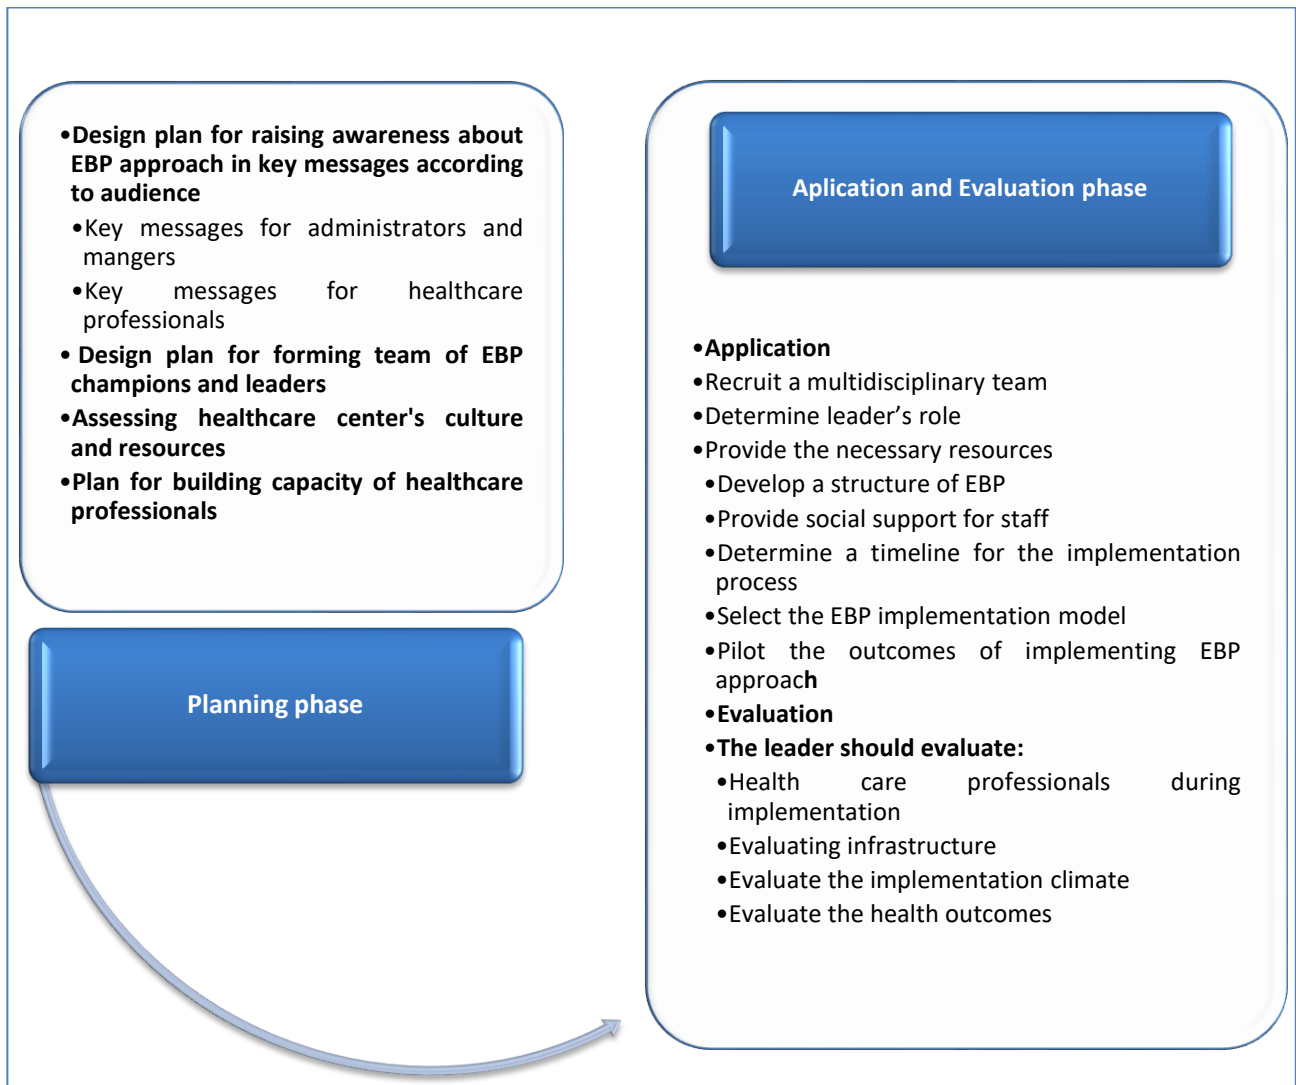 •Design plan for raising awareness about
EBP approach in key messages according
to audience
•Key messages for administrators and
mangers
•Key messages for healthcare
professionals
• Design plan for forming team of EBP
champions and leaders
•Assessing healthcare center's culture
and resources
•Plan for building capacity of healthcare
professionals
Planning phase
Aplication and Evaluation phase
•Application
•Recruit a multidisciplinary team
•Determine leader’s role
•Provide the necessary resources
•Develop a structure of EBP
•Provide social support for staff
•Determine a timeline for the implementation
process
•Select the EBP implementation model
•Pilot the outcomes of implementing EBP
approach
•Evaluation
•The leader should evaluate:
•Health care professionals during
implementation
•Evaluating infrastructure
•Evaluate the implementation climate
•Evaluate the health outcomes